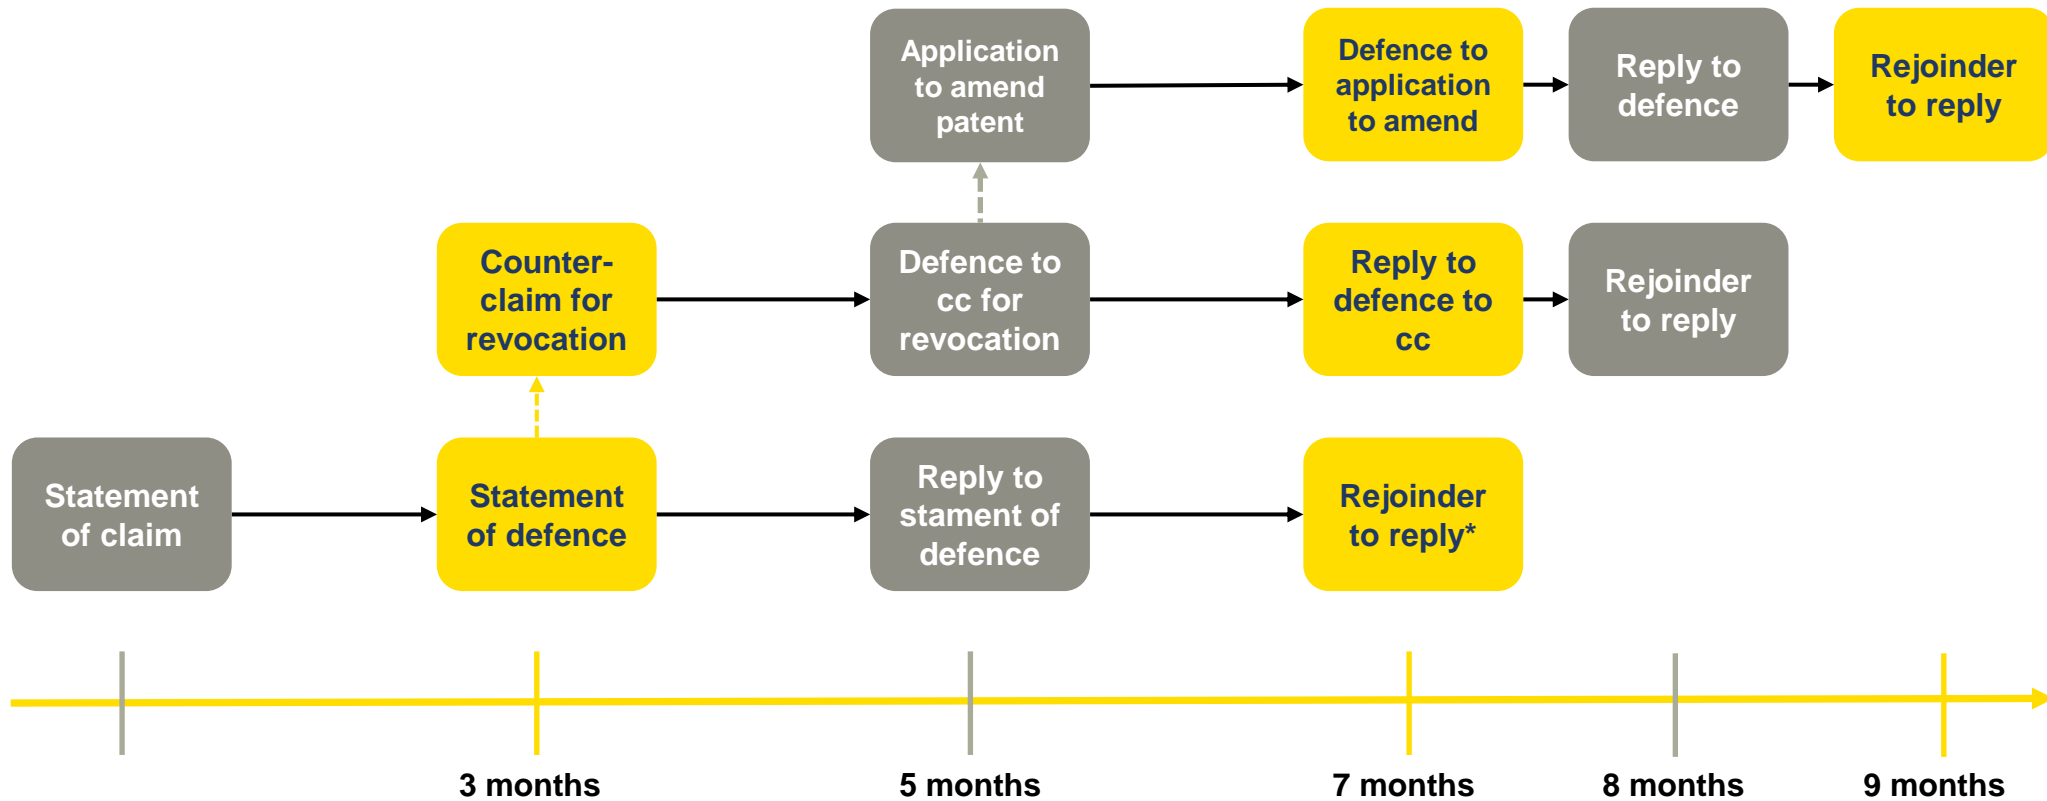 Application
to amend
patent
Defence to
application
to amend
Reply to
defence
Rejoinder
to reply
Counter-
claim for
revocation
Defence to
cc for
revocation
Reply to
defence to
cc
Rejoinder
to reply
Statement
of claim
Statement
of defence
Reply to
stament of
defence
Rejoinder
to reply*
3 months
5 months
7 months
8 months
9 months